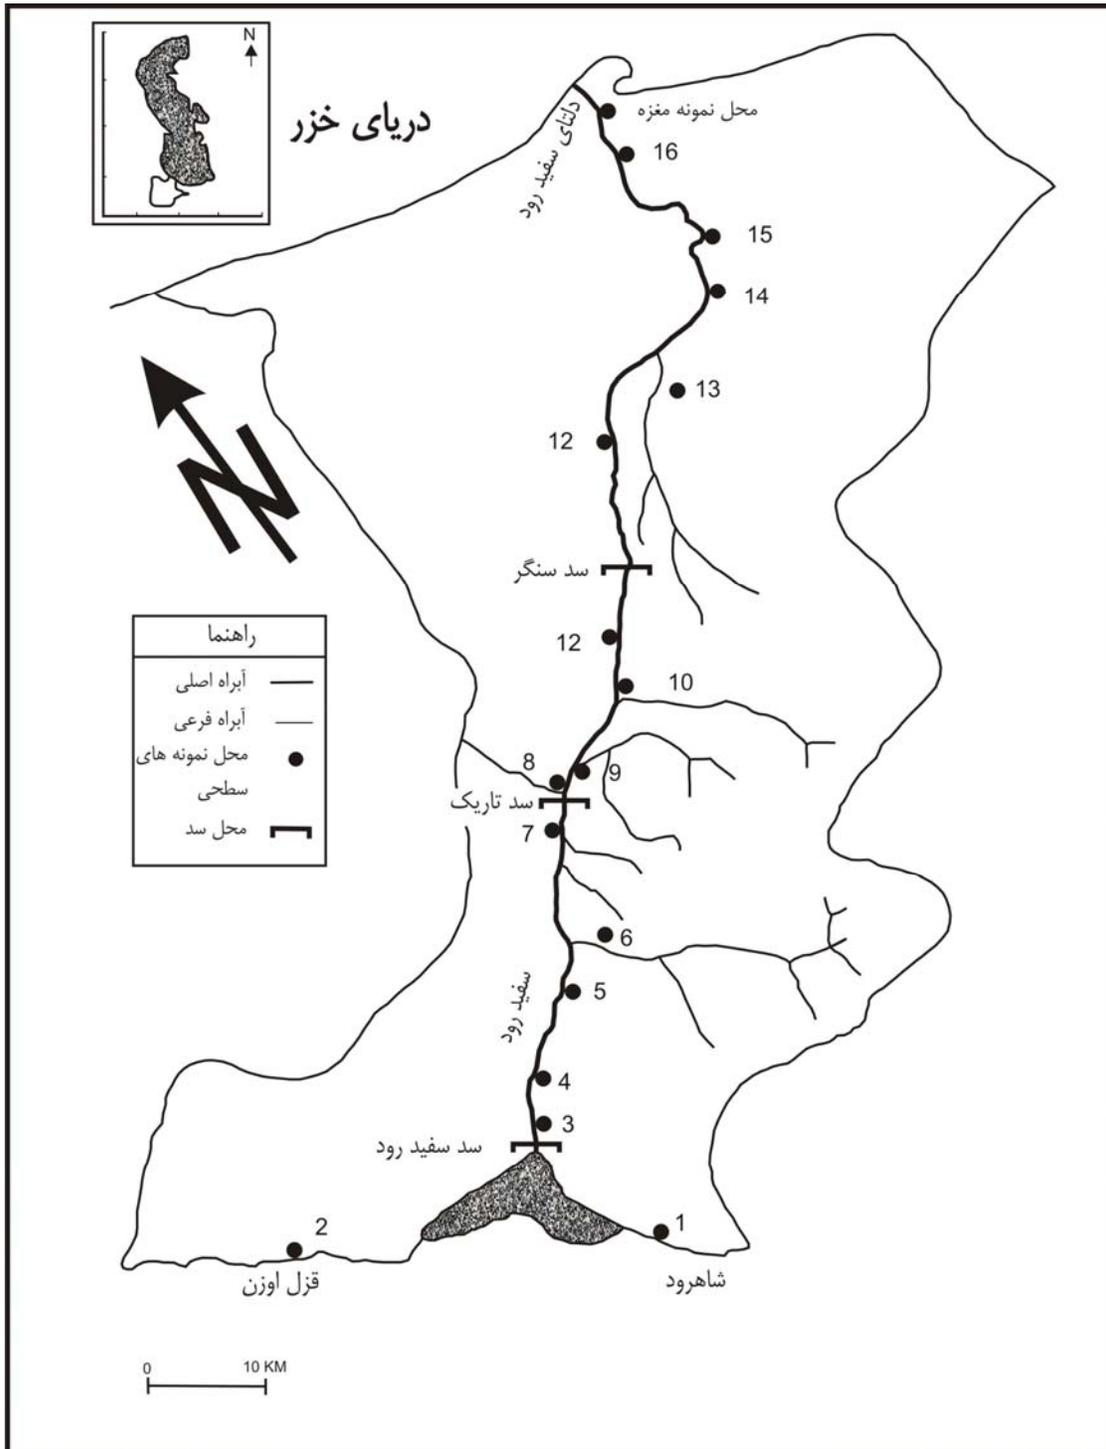 N
دریای خزر
محل نمونه مغزه
دلتای سفید رود
16
15
14
13
12
سد سنگر
12
10
8
9
سد تاریک
7
6
5
سفید رود
4
3
سد سفید رود
1
2
شاهرود
قزل اوزن
N
راهنما
آبراه اصلی
آبراه فرعی
محل نمونه های
سطحی
محل سد
0 10 KM